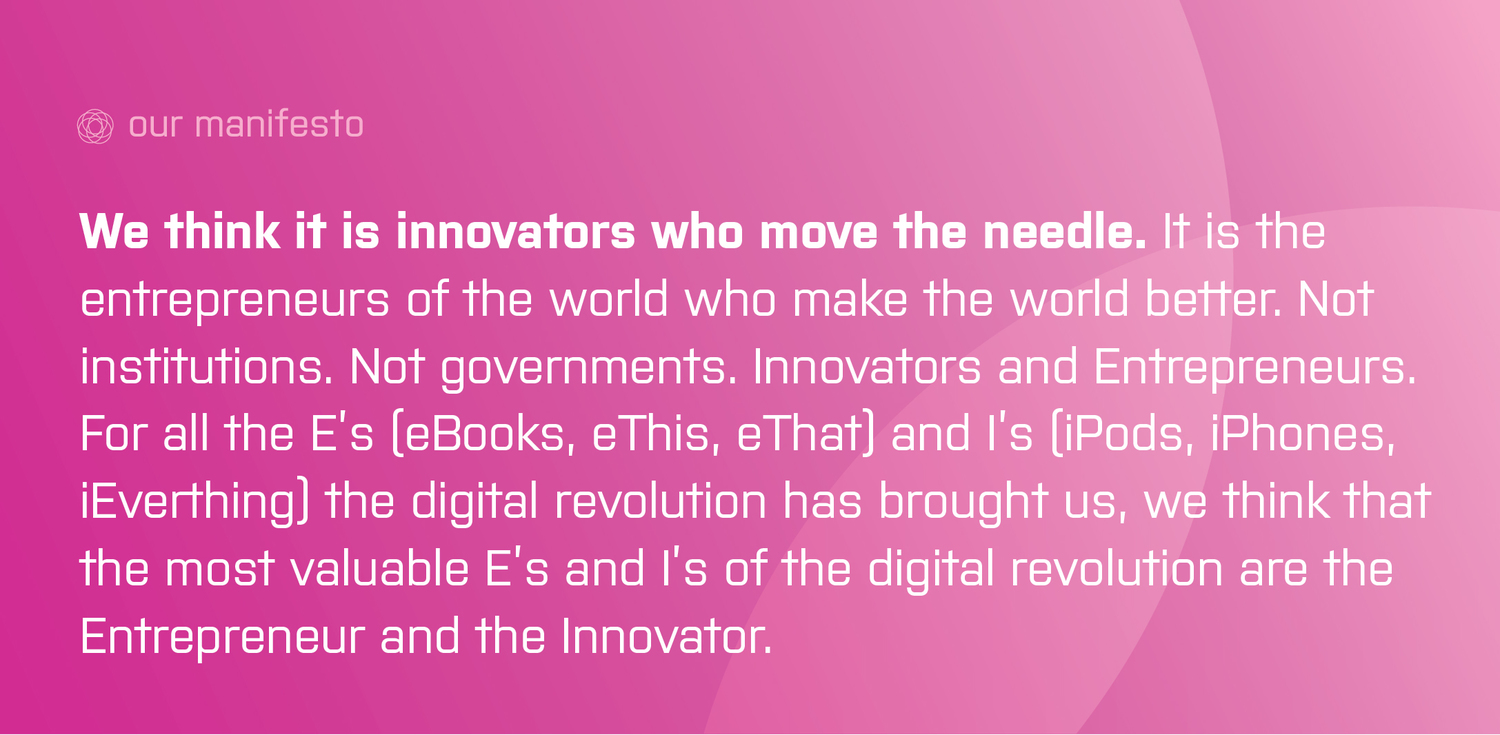 our manifesto
We think it is innovators who move the needle. It is the
entrepreneurs of the world who make the world better. Not
institutions. Not governments. Innovators and Entrepreneurs.
For all the E's (eBooks, eThis, eThat) and I's (iPods, iPhones,
iEverthing) the digital revolution has brought us, we think that
the most valuable E's and I's of the digital revolution are the
Entrepreneur and the Innovator.